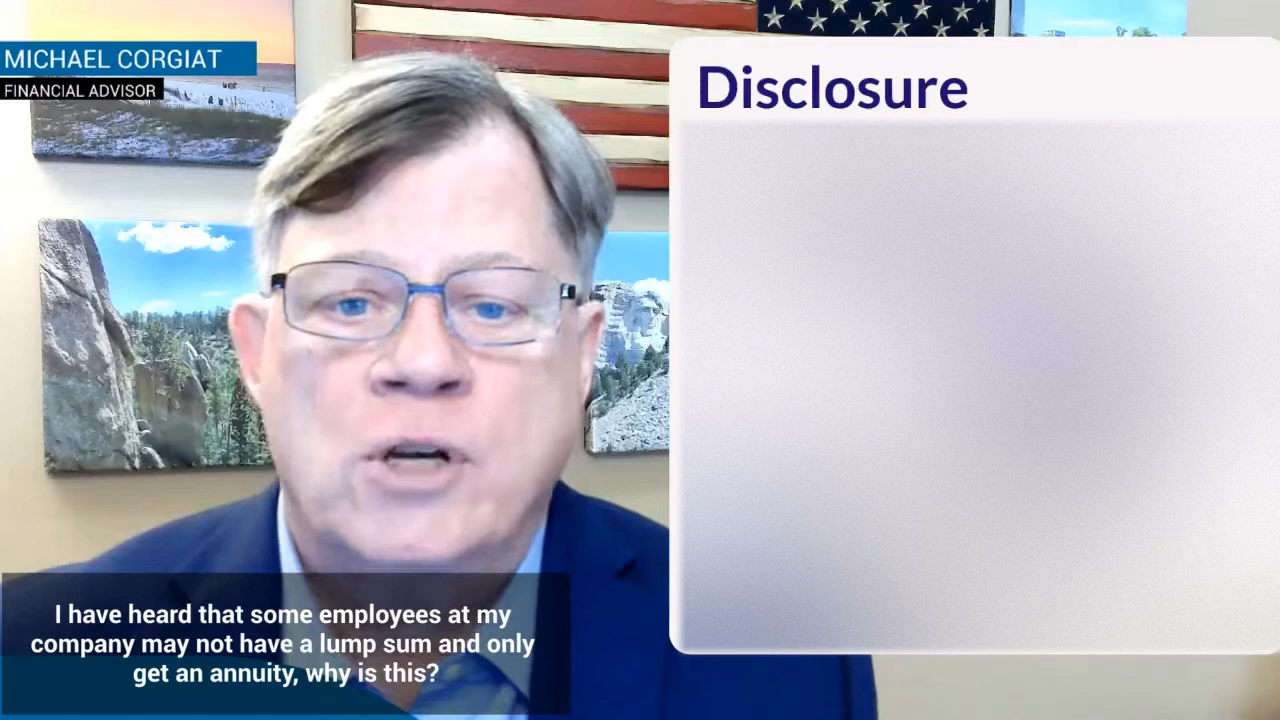 MICHAEL CORGIAT
FINANCIAL ADVISOR
Disclosure
I have heard that some employees at my
company may not have a lump sum and only
get an annuity, why is this?